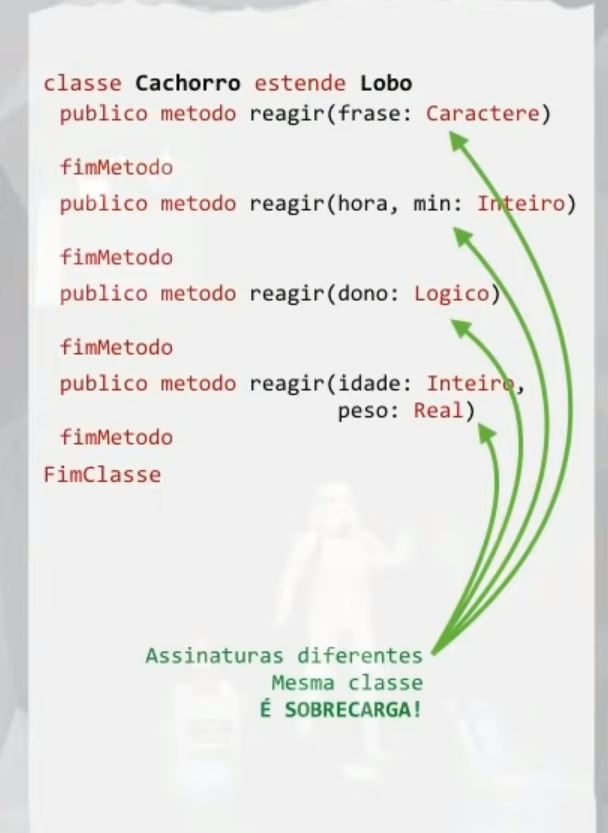 classe Cachorro estende Lobo
publico metodo reagir(frase: Caractere)
fimMetodo
publico metodo reagir(hora, min: Inteiro)
fimMetodo
publico metodo reagir(dono: Logico)
fimMetodo
publico metodo reagir(idade: Inteiro,
peso: Real)
fimMetodo
FimClasse
Assinaturas diferentes
Mesma classe
É SOBRECARGA!